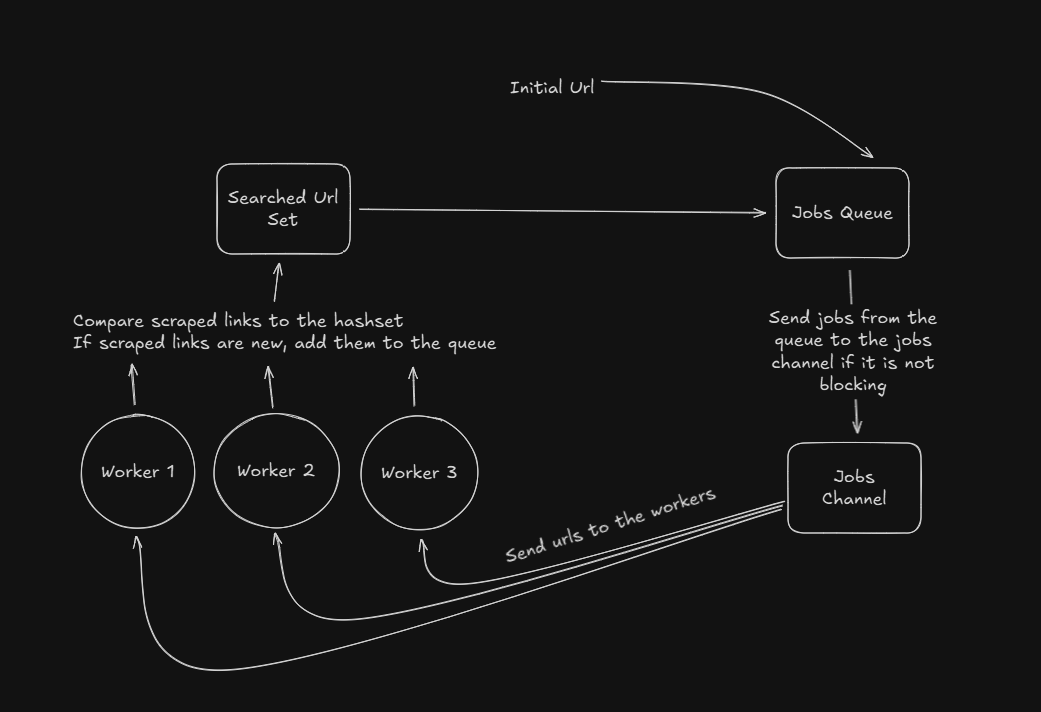 Initial Url
Searched Url
Set
Jobs Queue
Compare scraped links to the hashset
If scraped links are new, add them to the queue
Send jobs from the
queue to the jobs
channel if it is not
blocking
Worker 1
Worker 2
Worker 3
Jobs
Channel
Send urls to the workers